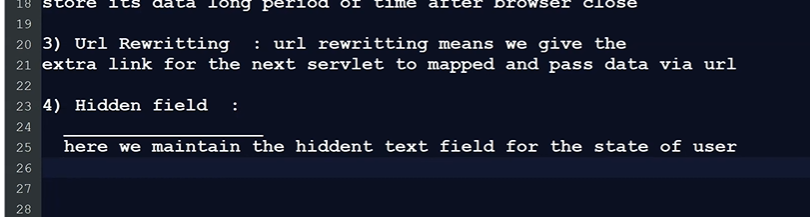 18 store its data long period of time after browser close
19
20 3) Url Rewritting : url rewritting means we give the
21 extra link for the next servlet to mapped and pass data via url
22
23 4) Hidden field :
24 ___________________
25 here we maintain the hiddent text field for the state of user
26
27
28